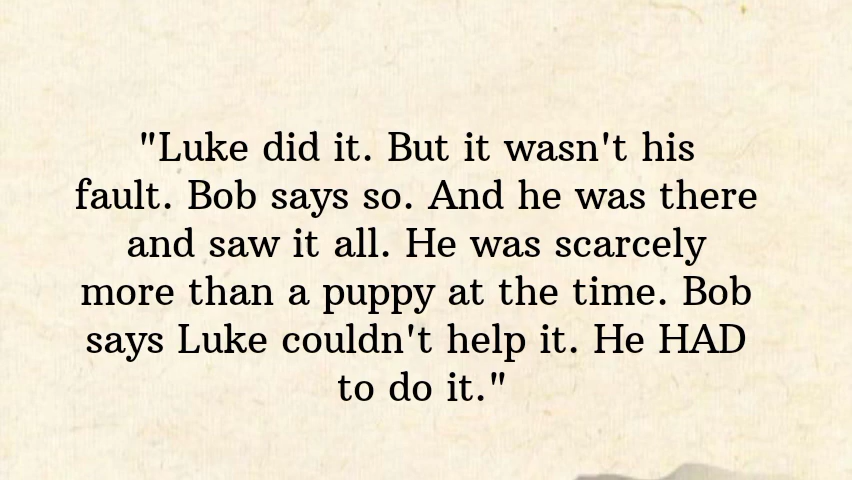 "Luke did it. But it wasn't his
fault. Bob says so. And he was there
and saw it all. He was scarcely
more than a puppy at the time. Bob
says Luke couldn't help it. He HAD
to do it."